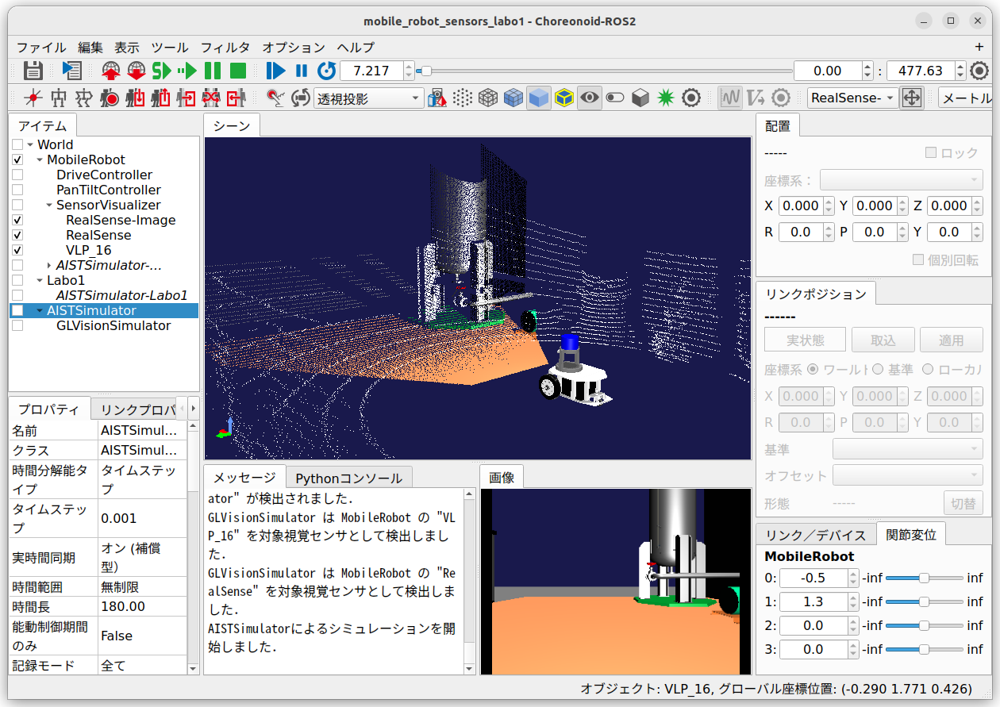 mobile_robot_sensors_labo1 - Choreonoid-ROS2
ファイル 編集 表示 ツール フィルタ オプション ヘルプ
7.217 0.00 : 477.63
透視投影 RealSense- メートル
アイテム
World
MobileRobot
DriveController
PanTiltController
SensorVisualizer
RealSense-Image
RealSense
VLP_16
AISTSimulator-...
Labo1
AISTSimulator-Labo1
AISTSimulator
GLVisionSimulator
プロパティ リンクプロパ
名前 AISTSimul...
クラス AISTSimul...
時間分解能タ
イプ
タイムステッ
プ
タイムステッ
プ
0.001
実時間同期
オン (補償
型）
時間範囲 無制限
時間長 180.00
能動制御期間
のみ
False
記録モード 全て
シーン
メッセージ Pythonコンソール
ator" が検出されました.
GLVisionSimulator は MobileRobot の "VL
P_16" を対象視覚センサとして検出しまし
た.
GLVisionSimulator は MobileRobot の "Re
alSense" を対象視覚センサとして検出しま
した.
AISTSimulatorによるシミュレーションを開
始しました.
画像
配置
-----
ロック
座標系：
X 0.000 Y 0.000 Z 0.000
R 0.0 P 0.0 Y 0.0
個別回転
リンクポジション
------
実状態 取込 適用
座標系 ワールド 基準 ローカル
X 0.000 Y 0.000 Z 0.000
R 0.0 P 0.0 Y 0.0
基準
オフセット
形態 ----- 切替
リンク／デバイス 関節変位
MobileRobot
0: -0.5 -inf inf
1: 1.3 -inf inf
2: 0.0 -inf inf
3: 0.0 -inf inf
オブジェクト: VLP_16, グローバル座標位置: (-0.290 1.771 0.426)